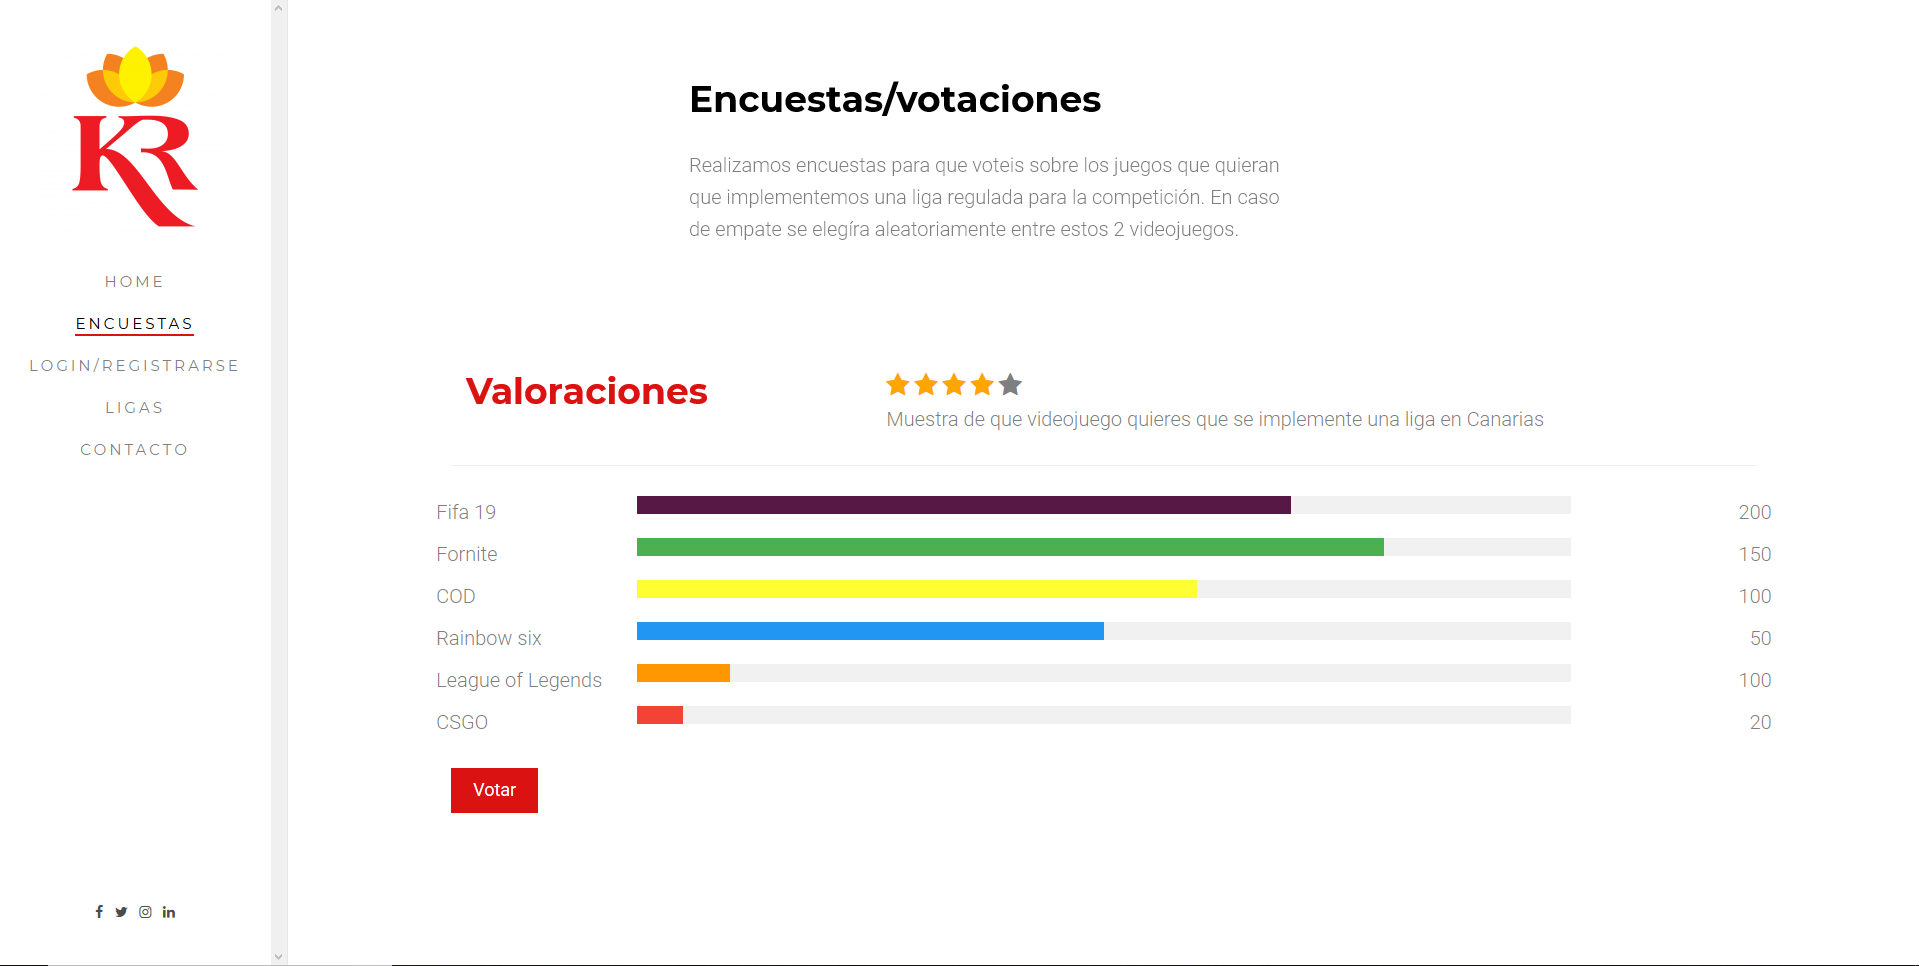 KR
HOME
ENCUESTAS
LOGIN/REGISTRARSE
LIGAS
CONTACTO
Encuestas/votaciones
Realizamos encuestas para que voteis sobre los juegos que quieran
que implementemos una liga regulada para la competición. En caso
de empate se elegíra aleatoriamente entre estos 2 videojuegos.
Valoraciones
Muestra de que videojuego quieres que se implemente una liga en Canarias
Fifa 19 200
Fornite 150
COD 100
Rainbow six 50
League of Legends 100
CSGO 20
Votar